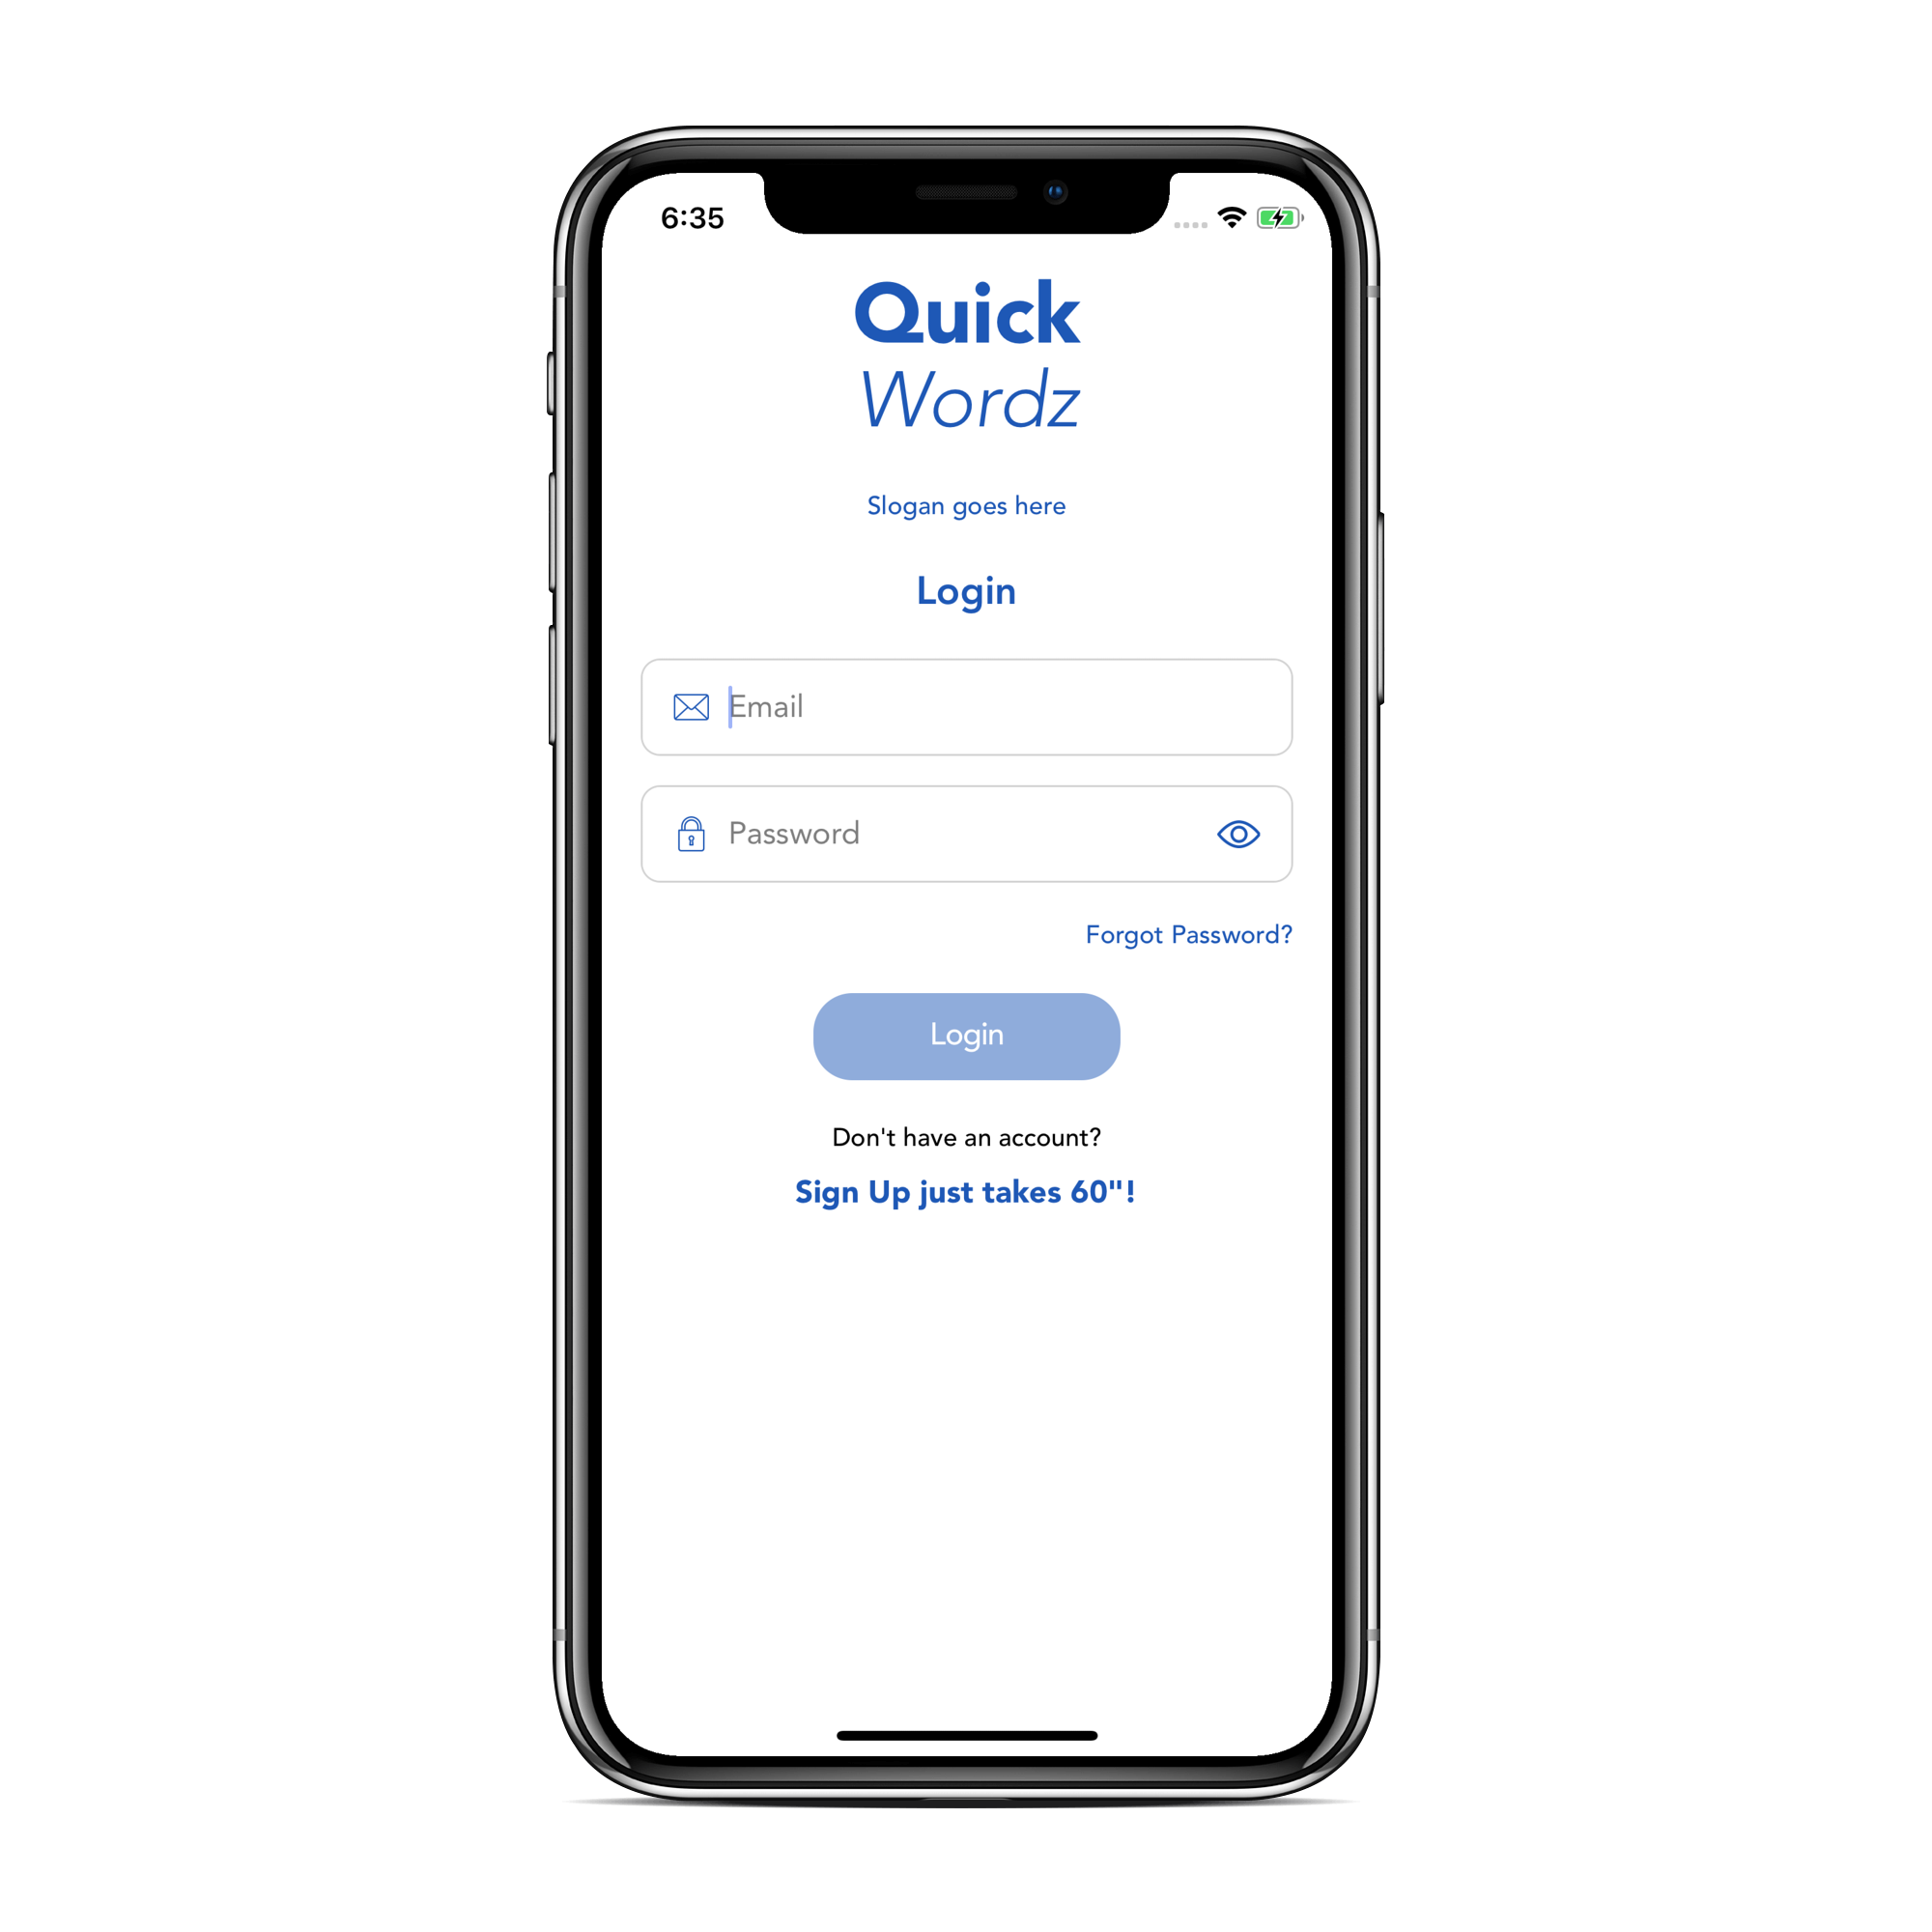 6:35
Quick
Wordz
Slogan goes here
Login
Email
Password
Forgot Password?
Login
Don't have an account?
Sign Up just takes 60"!